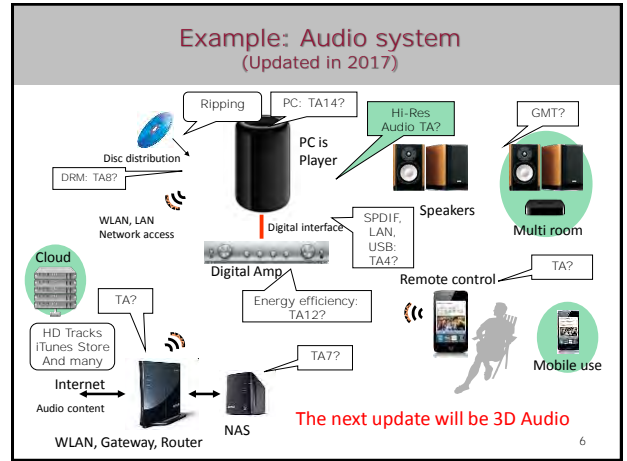 Example: Audio system
(Updated in 2017)
Ripping
PC: TA14?
Hi-Res
Audio TA?
GMT?
PC is
Player
Disc distribution
DRM: TA8?
WLAN, LAN
Network access
Digital interface
SPDIF,
LAN,
USB:
TA4?
Speakers
Multi room
Cloud
Digital Amp
Remote control
TA?
TA?
Energy efficiency:
TA12?
HD Tracks
iTunes Store
And many
TA7?
Mobile use
Internet
Audio content
NAS
The next update will be 3D Audio
WLAN, Gateway, Router
6